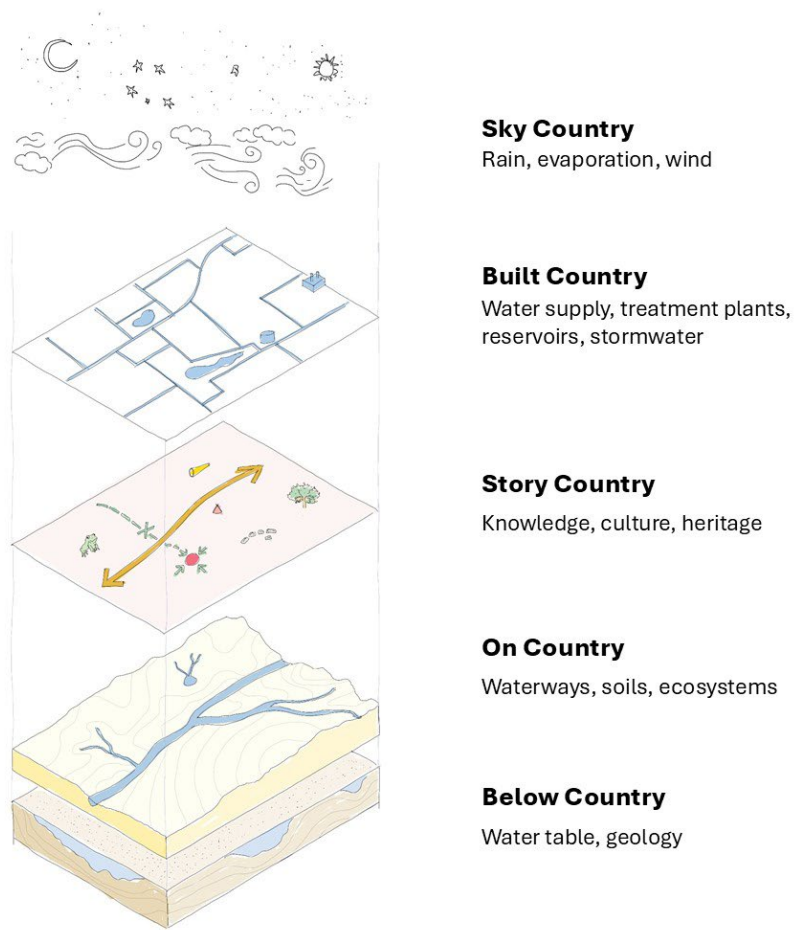 Sky Country
Rain, evaporation, wind
Built Country
Water supply, treatment plants,
reservoirs, stormwater
Story Country
Knowledge, culture, heritage
On Country
Waterways, soils, ecosystems
Below Country
Water table, geology